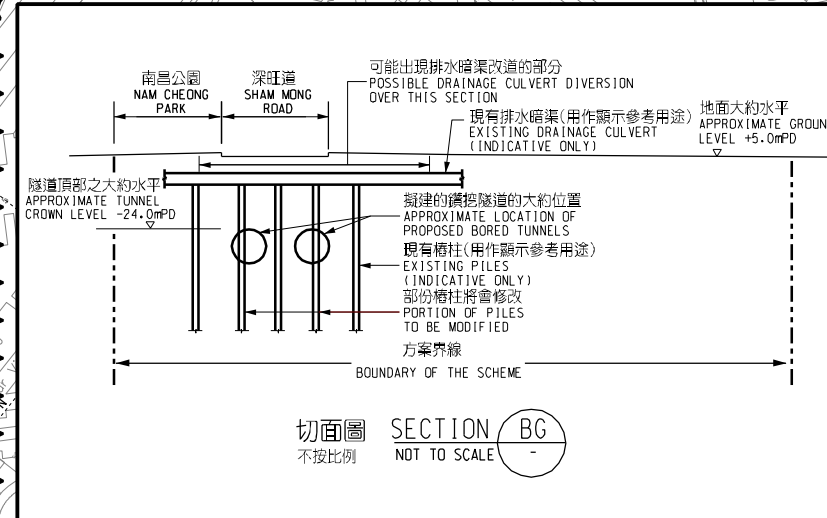 南昌公園
NAM CHEONG
PARK
深旺道
SHAM MONG
ROAD
可能出現排水暗渠改道的部分
POSSIBLE DRAINAGE CULVERT DIVERSION
OVER THIS SECTION
現有排水暗渠(用作顯示參考用途)
EXISTING DRAINAGE CULVERT
(INDICATIVE ONLY)
地面大約水平
APPROXIMATE GROUN
LEVEL +5.0mPD
隧道頂部之大約水平
APPROXIMATE TUNNEL
CROWN LEVEL -24.0mPD
擬建的鑽挖隧道的大約位置
APPROXIMATE LOCATION OF
PROPOSED BORED TUNNELS
現有樁柱(用作顯示參考用途)
EXISTING PILES
(INDICATIVE ONLY)
部份樁柱將會修改
PORTION OF PILES
TO BE MODIFIED
方案界線
BOUNDARY OF THE SCHEME
切面圖 SECTION BG
不按比例 NOT TO SCALE -